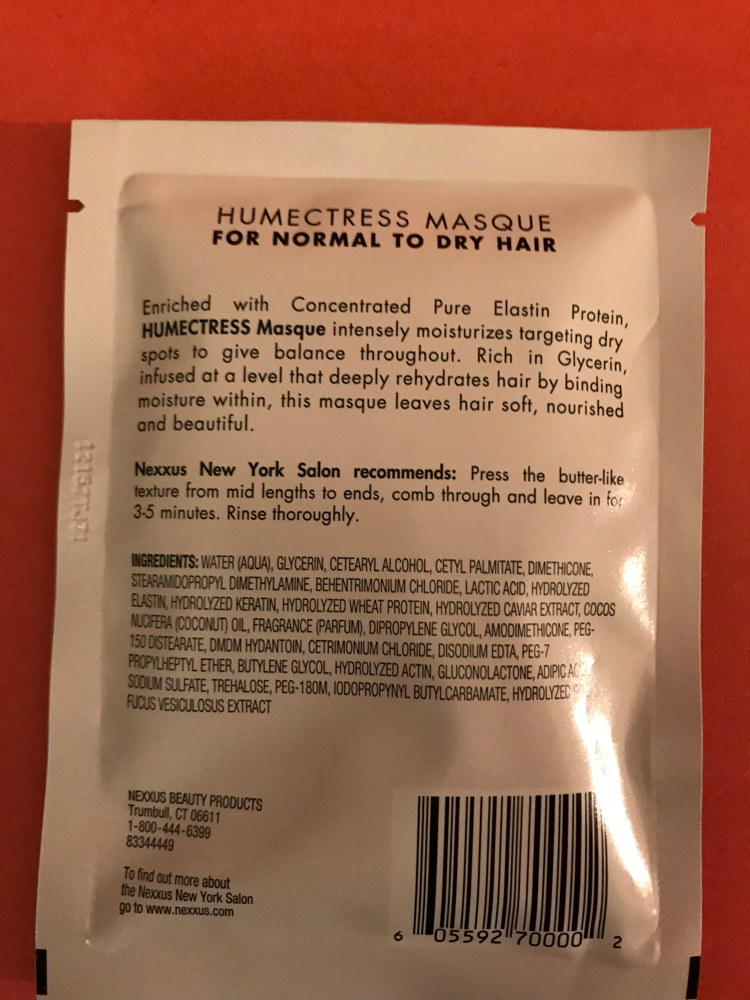 HUMECTRESS MASQUE
FOR NORMAL TO DRY HAIR
Enriched with Concentrated Pure Elastin Protein,
HUMECTRESS Masque intensely moisturizes targeting dry
spots to give balance throughout. Rich in Glycerin,
infused at a level that deeply rehydrates hair by binding
moisture within, this masque leaves hair soft, nourished
and beautiful.
Nexxus New York Salon recommends: Press the butter-like
texture from mid lengths to ends, comb through and leave in for
3-5 minutes. Rinse thoroughly.
INGREDIENTS: WATER (AQUA), GLYCERIN, CETEARYL ALCOHOL, CETYL PALMITATE, DIMETHICONE,
STEARAMIDOPROPYL DIMETHYLAMINE, BEHENTRIMONIUM CHLORIDE, LACTIC ACID, HYDROLYZED
ELASTIN, HYDROLYZED KERATIN, HYDROLYZED WHEAT PROTEIN, HYDROLYZED CAVIAR EXTRACT, COCOS
NUCIFERA (COCONUT) OIL, FRAGRANCE (PARFUM), DIPROPYLENE GLYCOL, AMODIMETHICONE, PEG-
150 DISTEARATE, DMDM HYDANTOIN, CETRIMONIUM CHLORIDE, DISODIUM EDTA, PEG-7
PROPYLHEPTYL ETHER, BUTYLENE GLYCOL, HYDROLYZED ACTIN, GLUCONOLACTONE, ADIPIC
SODIUM SULFATE, TREHALOSE, PEG-180M, IODOPROPYNYL BUTYLCARBAMATE, HYDROLYZED
FUCUS VESICULOSUS EXTRACT
NEXXUS BEAUTY PRODUCTS
Trumbull, CT 06611
1-800-444-6399
83344449
To find out more about
the Nexxus New York Salon
go to www.nexxus.com
6 05592 70000 2